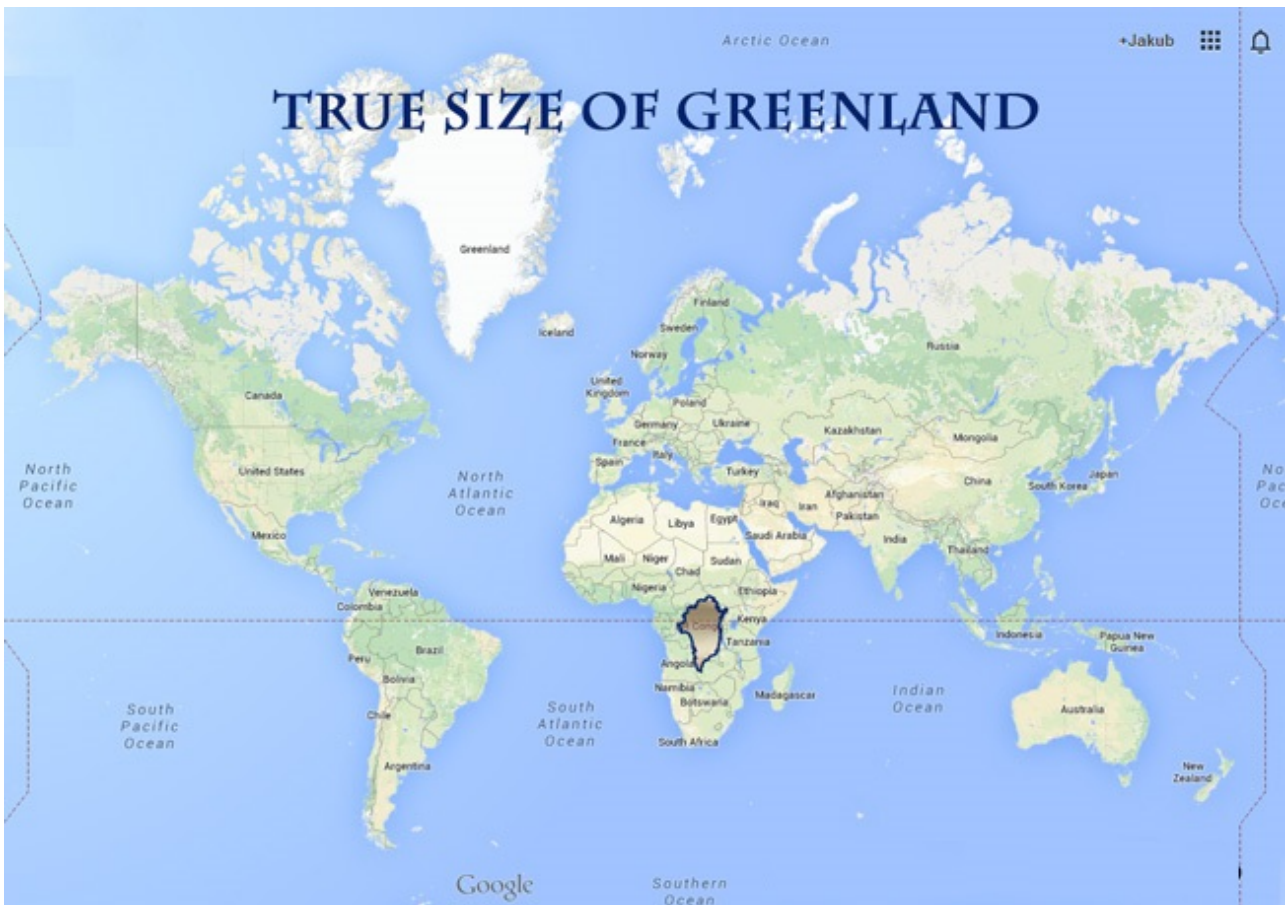 Arctic Ocean
+Jakub
TRUE SIZE OF GREENLAND
Greenland
Iceland
Finland
Sweden
Norway
Russia
United
Kingdom
Canada
Poland
Germany
Ukraine
France
Kazakhstan
Mongolia
Italy
Spain
Turkey
United States
North
Pacific
Ocean
North
Atlantic
Ocean
China
South Korea
Japan
No
Pac
Oc
Iraq
Iran
Afghanistan
Pakistan
Algeria
Libya
Egypt
Saudi Arabia
India
Mexico
Mali
Niger
Chad
Sudan
Thailand
Nigeria
Ethiopia
Venezuela
Colombia
Kenya
Tanzania
Indonesia
Papua New
Guinea
Peru
Brazil
Angola
Bolivia
Namibia
Botswana
Madagascar
Indian
Ocean
Australia
South
Pacific
Ocean
Chile
South
Atlantic
Ocean
South Africa
Argentina
New
Zealand
Google
Southern
Ocean